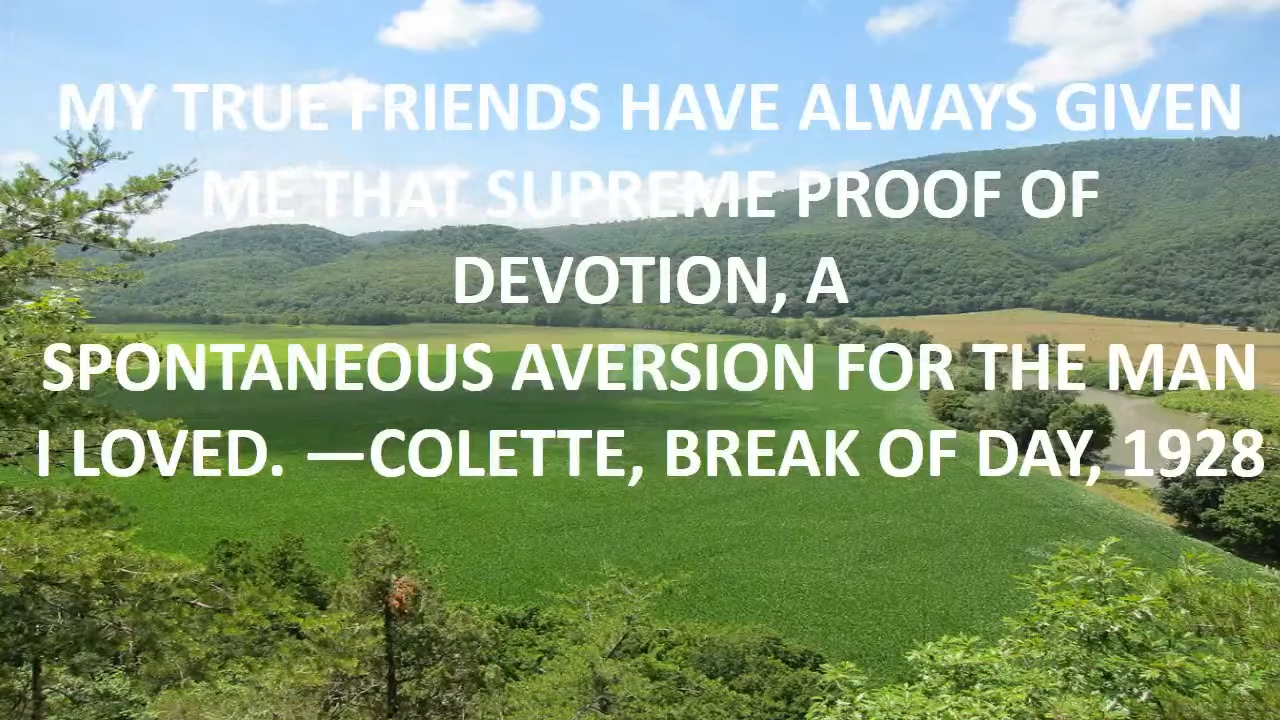 MY TRUE FRIENDS HAVE ALWAYS GIVEN
ME THAT SUPREME PROOF OF
DEVOTION, A
SPONTANEOUS AVERSION FOR THE MAN
I LOVED. —COLETTE, BREAK OF DAY, 1928